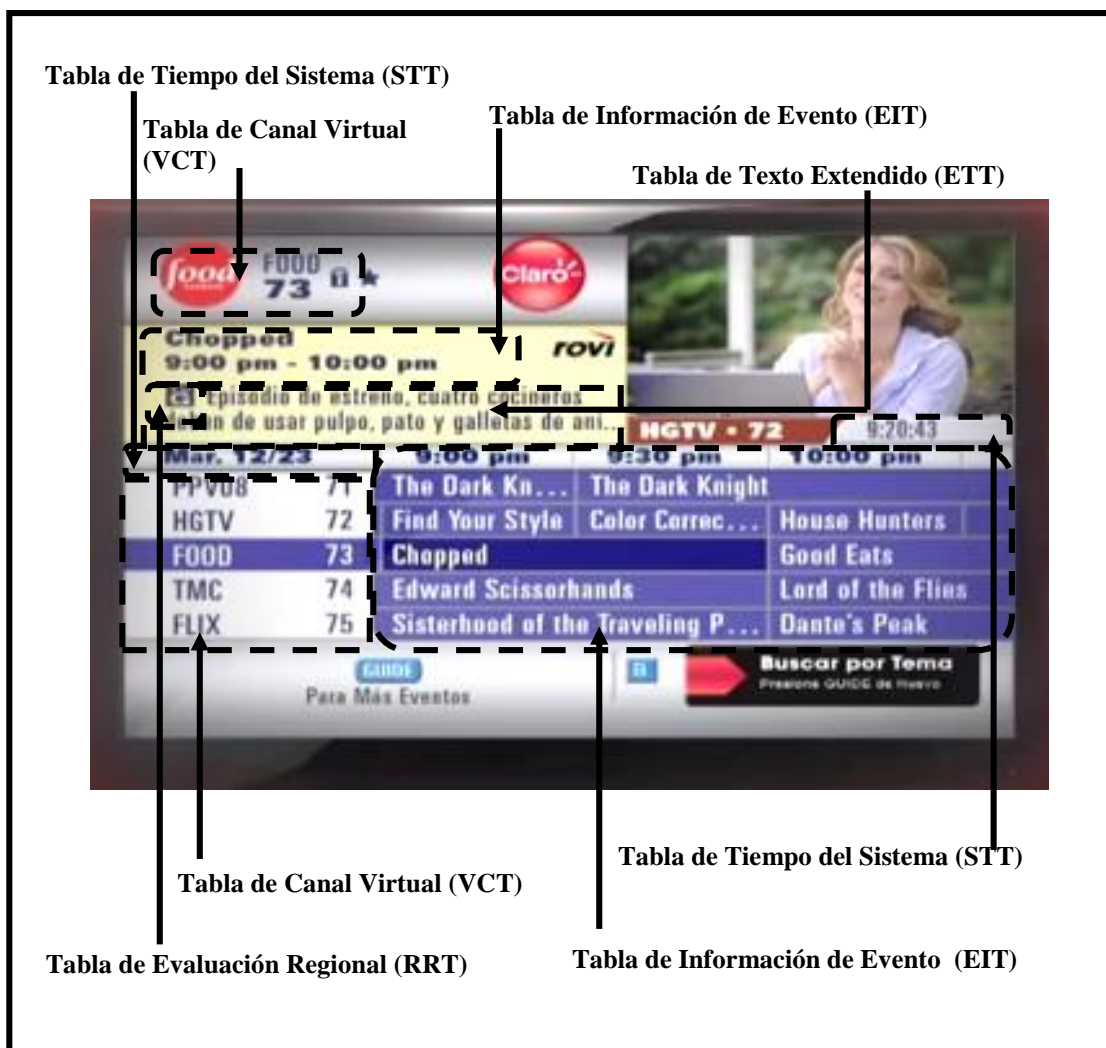 Tabla de Tiempo del Sistema (STT)
Tabla de Canal Virtual
(VCT)
Tabla de Información de Evento (EIT)
Tabla de Texto Extendido (ETT)
food
FOOD
73
Claro
Chopped
9:00 pm - 10:00 pm
rovi
Episodio de estreno, cuatro cocineros
de usar pulpo, pato y galletas de ani...
HGTV • 72
9:20:43
Mar. 12/23 9:00 pm 9:30 pm 10:00 pm
PPV08 71 The Dark Kn... The Dark Knight
HGTV 72 Find Your Style Color Correc... House Hunters
FOOD 73 Chopped Good Eats
TMC 74 Edward Scissorhands Lord of the Flies
FLIX 75 Sisterhood of the Traveling P... Dante's Peak
GUIDE
Para Más Eventos
Buscar por Tema
Presione GUIDE de nuevo
Tabla de Tiempo del Sistema (STT)
Tabla de Canal Virtual (VCT)
Tabla de Evaluación Regional (RRT)
Tabla de Información de Evento (EIT)